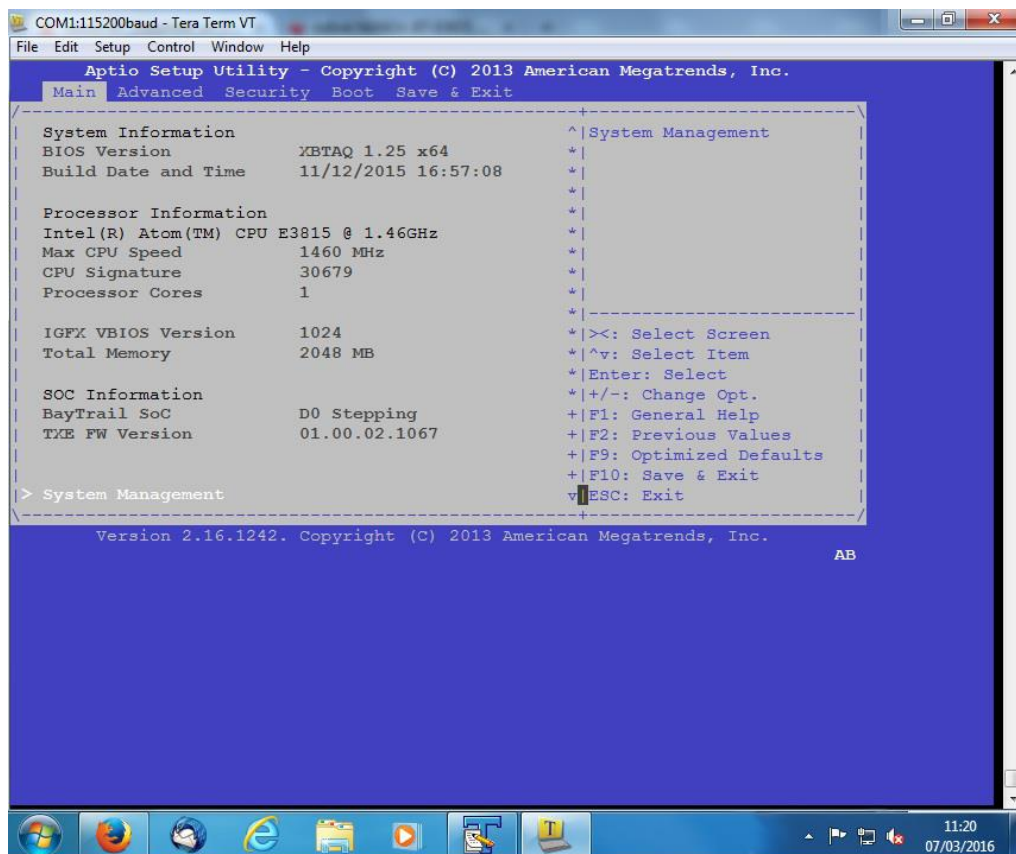 COM1:115200baud - Tera Term VT
File Edit Setup Control Window Help
Aptio Setup Utility - Copyright (C) 2013 American Megatrends, Inc.
Main Advanced Security Boot Save & Exit
/-------------------------------------------------+------------------------\
| System Information ^|System Management |
| BIOS Version XBTAQ 1.25 x64 *| |
| Build Date and Time 11/12/2015 16:57:08 *| |
| *| |
| Processor Information *| |
| Intel(R) Atom(TM) CPU E3815 @ 1.46GHz *| |
| Max CPU Speed 1460 MHz *| |
| CPU Signature 30679 *| |
| Processor Cores 1 *| |
| *|------------------------|
| IGFX VBIOS Version 1024 *|><: Select Screen |
| Total Memory 2048 MB *|^v: Select Item |
| *|Enter: Select |
| SOC Information *|+/-: Change Opt. |
| BayTrail SoC D0 Stepping +|F1: General Help |
| TXE FW Version 01.00.02.1067 +|F2: Previous Values |
| +|F9: Optimized Defaults |
| +|F10: Save & Exit |
|> System Management v|ESC: Exit |
\-------------------------------------------------+------------------------/
Version 2.16.1242. Copyright (C) 2013 American Megatrends, Inc.
AB
11:20
07/03/2016